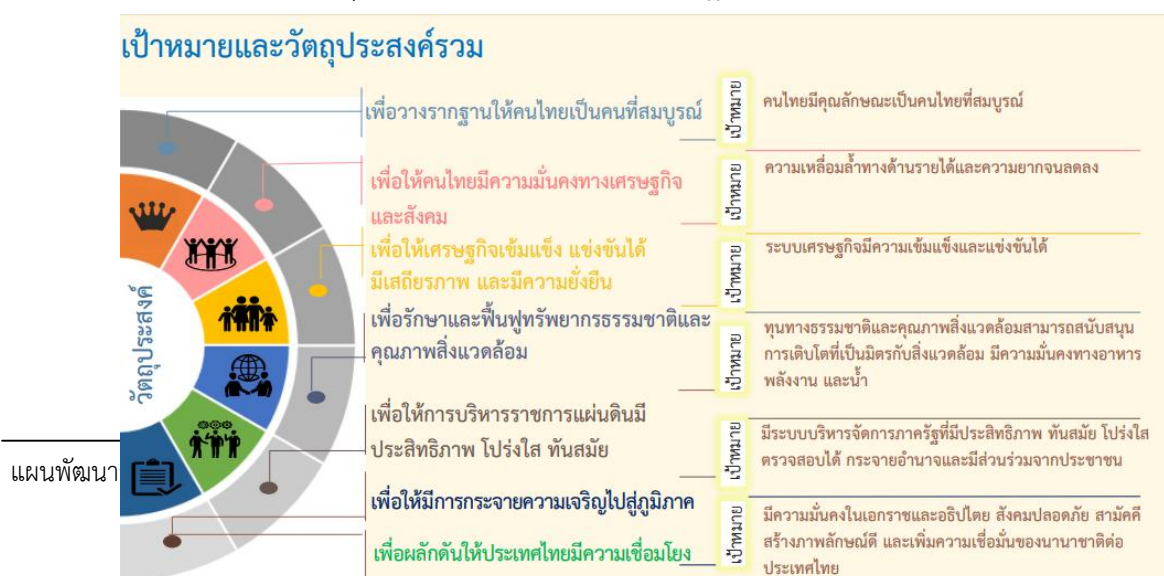 เป้าหมายและวัตถุประสงค์รวม
วัตถุประสงค์
เพื่อวางรากฐานให้คนไทยเป็นคนที่สมบูรณ์
เป้าหมาย
คนไทยมีคุณลักษณะเป็นคนไทยที่สมบูรณ์
เพื่อให้คนไทยมีความมั่นคงทางเศรษฐกิจ
และสังคม
เป้าหมาย
ความเหลื่อมล้ำทางด้านรายได้และความยากจนลดลง
เพื่อให้เศรษฐกิจเข้มแข็ง แข่งขันได้
มีเสถียรภาพ และมีความยั่งยืน
เป้าหมาย
ระบบเศรษฐกิจมีความเข้มแข็งและแข่งขันได้
เพื่อรักษาและฟื้นฟูทรัพยากรธรรมชาติและ
คุณภาพสิ่งแวดล้อม
เป้าหมาย
ทุนทางธรรมชาติและคุณภาพสิ่งแวดล้อมสามารถสนับสนุน
การเติบโตที่เป็นมิตรกับสิ่งแวดล้อม มีความมั่นคงทางอาหาร
พลังงาน และน้ำ
เพื่อให้การบริหารราชการแผ่นดินมี
ประสิทธิภาพ โปร่งใส ทันสมัย
เป้าหมาย
มีระบบบริหารจัดการภาครัฐที่มีประสิทธิภาพ ทันสมัย โปร่งใส
ตรวจสอบได้ กระจายอำนาจและมีส่วนร่วมจากประชาชน
แผนพัฒนา
เพื่อให้มีการกระจายความเจริญไปสู่ภูมิภาค
เพื่อผลักดันให้ประเทศไทยมีความเชื่อมโยง
เป้าหมาย
มีความมั่นคงในเอกราชและอธิปไตย สังคมปลอดภัย สามัคคี
สร้างภาพลักษณ์ดี และเพิ่มความเชื่อมั่นของนานาชาติต่อ
ประเทศไทย